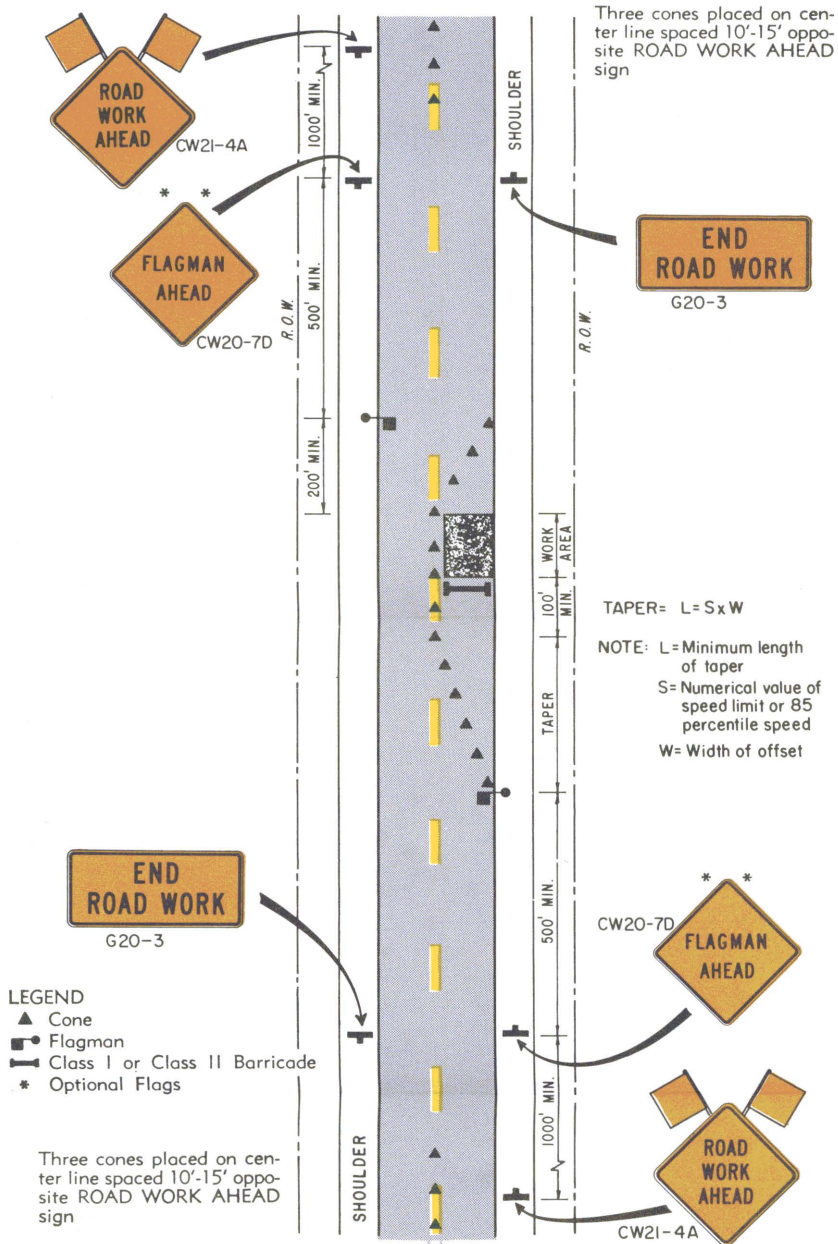 Three cones placed on cen-
ter line spaced 10'-15' oppo-
site ROAD WORK AHEAD
sign
ROAD
WORK
AHEAD
CW21-4A
1000' MIN.
SHOULDER
* *
FLAGMAN
AHEAD
CW20-7D
R.O.W.
500' MIN.
END
ROAD WORK
G20-3
R.O.W.
200' MIN.
WORK
AREA
100'
MIN.
TAPER= L=SxW
NOTE: L=Minimum length
of taper
S=Numerical value of
speed limit or 85
percentile speed
W=Width of offset
TAPER
END
ROAD WORK
G20-3
500' MIN.
* *
CW20-7D
FLAGMAN
AHEAD
LEGEND
Cone
Flagman
Class I or Class II Barricade
* Optional Flags
1000' MIN.
Three cones placed on cen-
ter line spaced 10'-15' oppo-
site ROAD WORK AHEAD
sign
SHOULDER
ROAD
WORK
AHEAD
CW21-4A